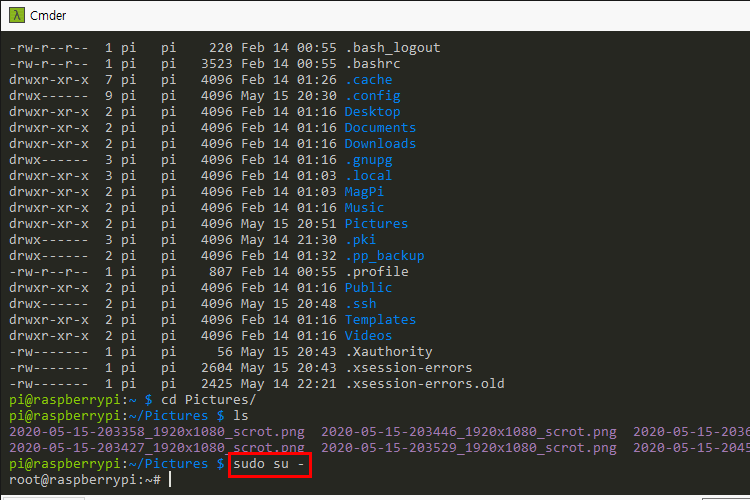 Cmder
-rw-r--r-- 1 pi pi 220 Feb 14 00:55 .bash_logout
-rw-r--r-- 1 pi pi 3523 Feb 14 00:55 .bashrc
drwxr-xr-x 7 pi pi 4096 Feb 14 01:26 .cache
drwx------ 9 pi pi 4096 May 15 20:30 .config
drwxr-xr-x 2 pi pi 4096 Feb 14 01:16 Desktop
drwxr-xr-x 2 pi pi 4096 Feb 14 01:16 Documents
drwxr-xr-x 2 pi pi 4096 Feb 14 01:16 Downloads
drwx------ 3 pi pi 4096 Feb 14 01:16 .gnupg
drwxr-xr-x 3 pi pi 4096 Feb 14 01:03 .local
drwxr-xr-x 2 pi pi 4096 Feb 14 01:03 MagPi
drwxr-xr-x 2 pi pi 4096 Feb 14 01:16 Music
drwxr-xr-x 2 pi pi 4096 May 15 20:51 Pictures
drwx------ 3 pi pi 4096 May 14 21:30 .pki
drwx------ 2 pi pi 4096 Feb 14 01:32 .pp_backup
-rw-r--r-- 1 pi pi 807 Feb 14 00:55 .profile
drwxr-xr-x 2 pi pi 4096 Feb 14 01:16 Public
drwx------ 2 pi pi 4096 May 15 20:48 .ssh
drwxr-xr-x 2 pi pi 4096 Feb 14 01:16 Templates
drwxr-xr-x 2 pi pi 4096 Feb 14 01:16 Videos
-rw------- 1 pi pi 56 May 15 20:43 .Xauthority
-rw------- 1 pi pi 2604 May 15 20:43 .xsession-errors
-rw------- 1 pi pi 2425 May 14 22:21 .xsession-errors.old
pi@raspberrypi:~ $ cd Pictures/
pi@raspberrypi:~/Pictures $ ls
2020-05-15-203358_1920x1080_scrot.png 2020-05-15-203446_1920x1080_scrot.png 2020-05-15-2036
2020-05-15-203427_1920x1080_scrot.png 2020-05-15-203529_1920x1080_scrot.png 2020-05-15-2045
pi@raspberrypi:~/Pictures $ sudo su -
root@raspberrypi:~#